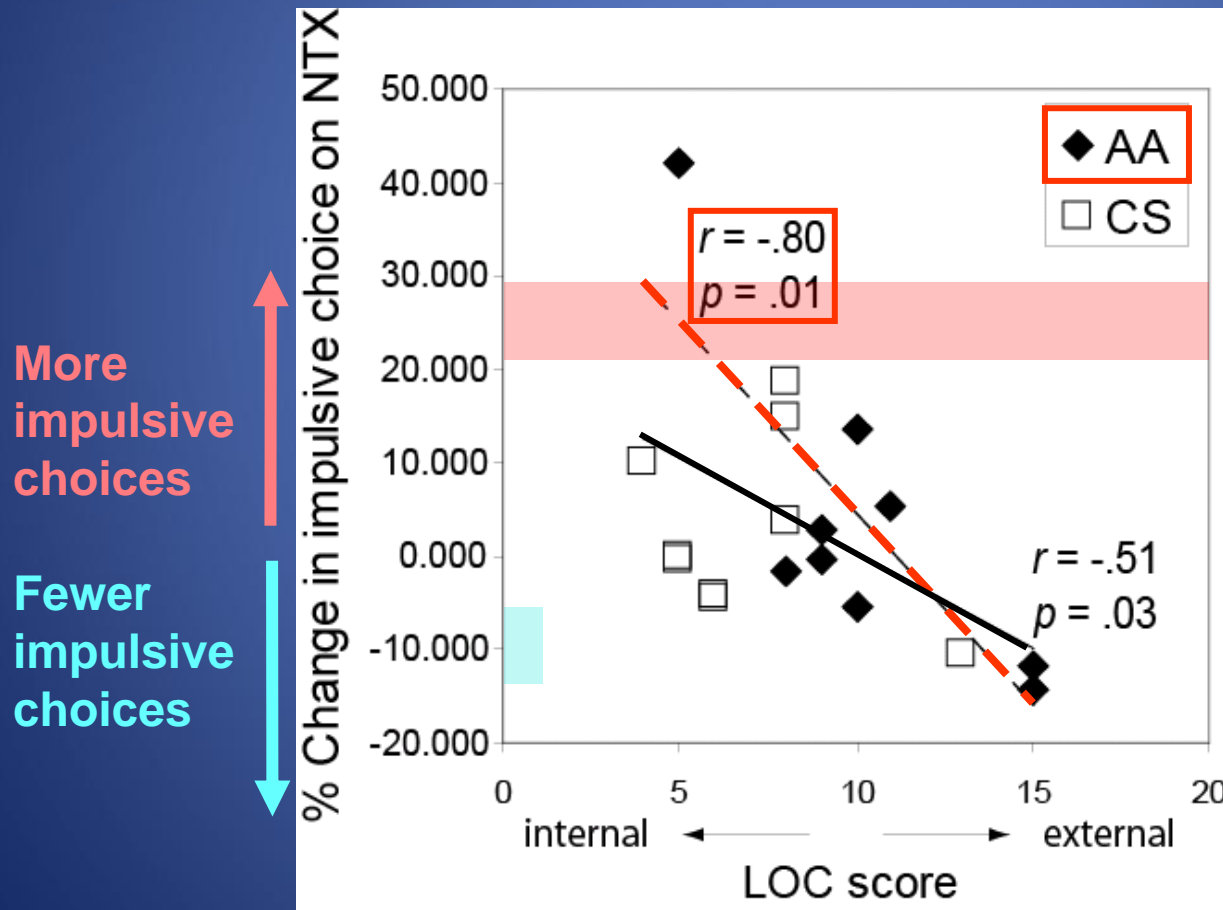 More
impulsive
choices
Fewer
impulsive
choices
% Change in impulsive choice on NTX
50.000
40.000
30.000
20.000
10.000
0.000
-10.000
-20.000
AA
CS
r = -.80
p = .01
r = -.51
p = .03
0 5 10 15 20
internal external
LOC score